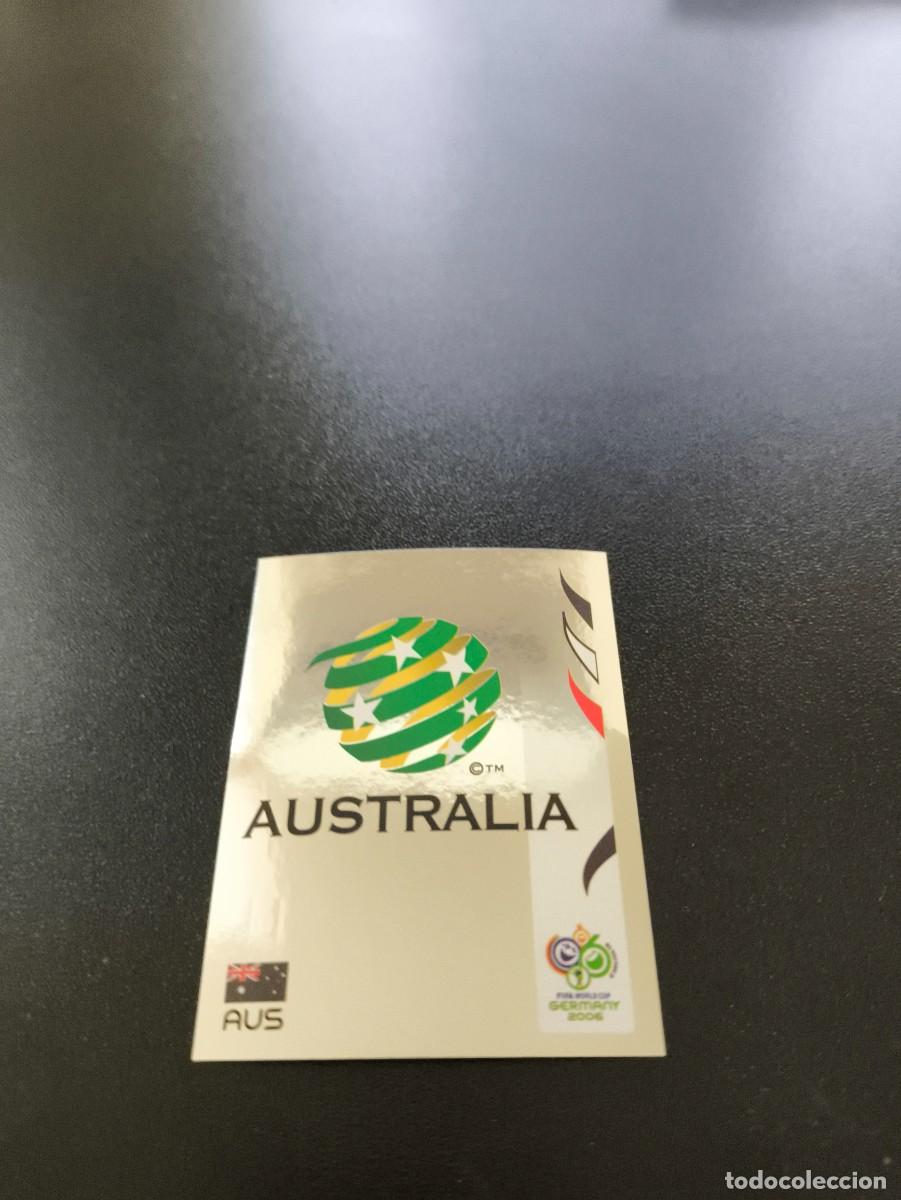 ©™
AUSTRALIA
AUS
FIFA WORLD CUP
GERMANY
2006
todocoleccion